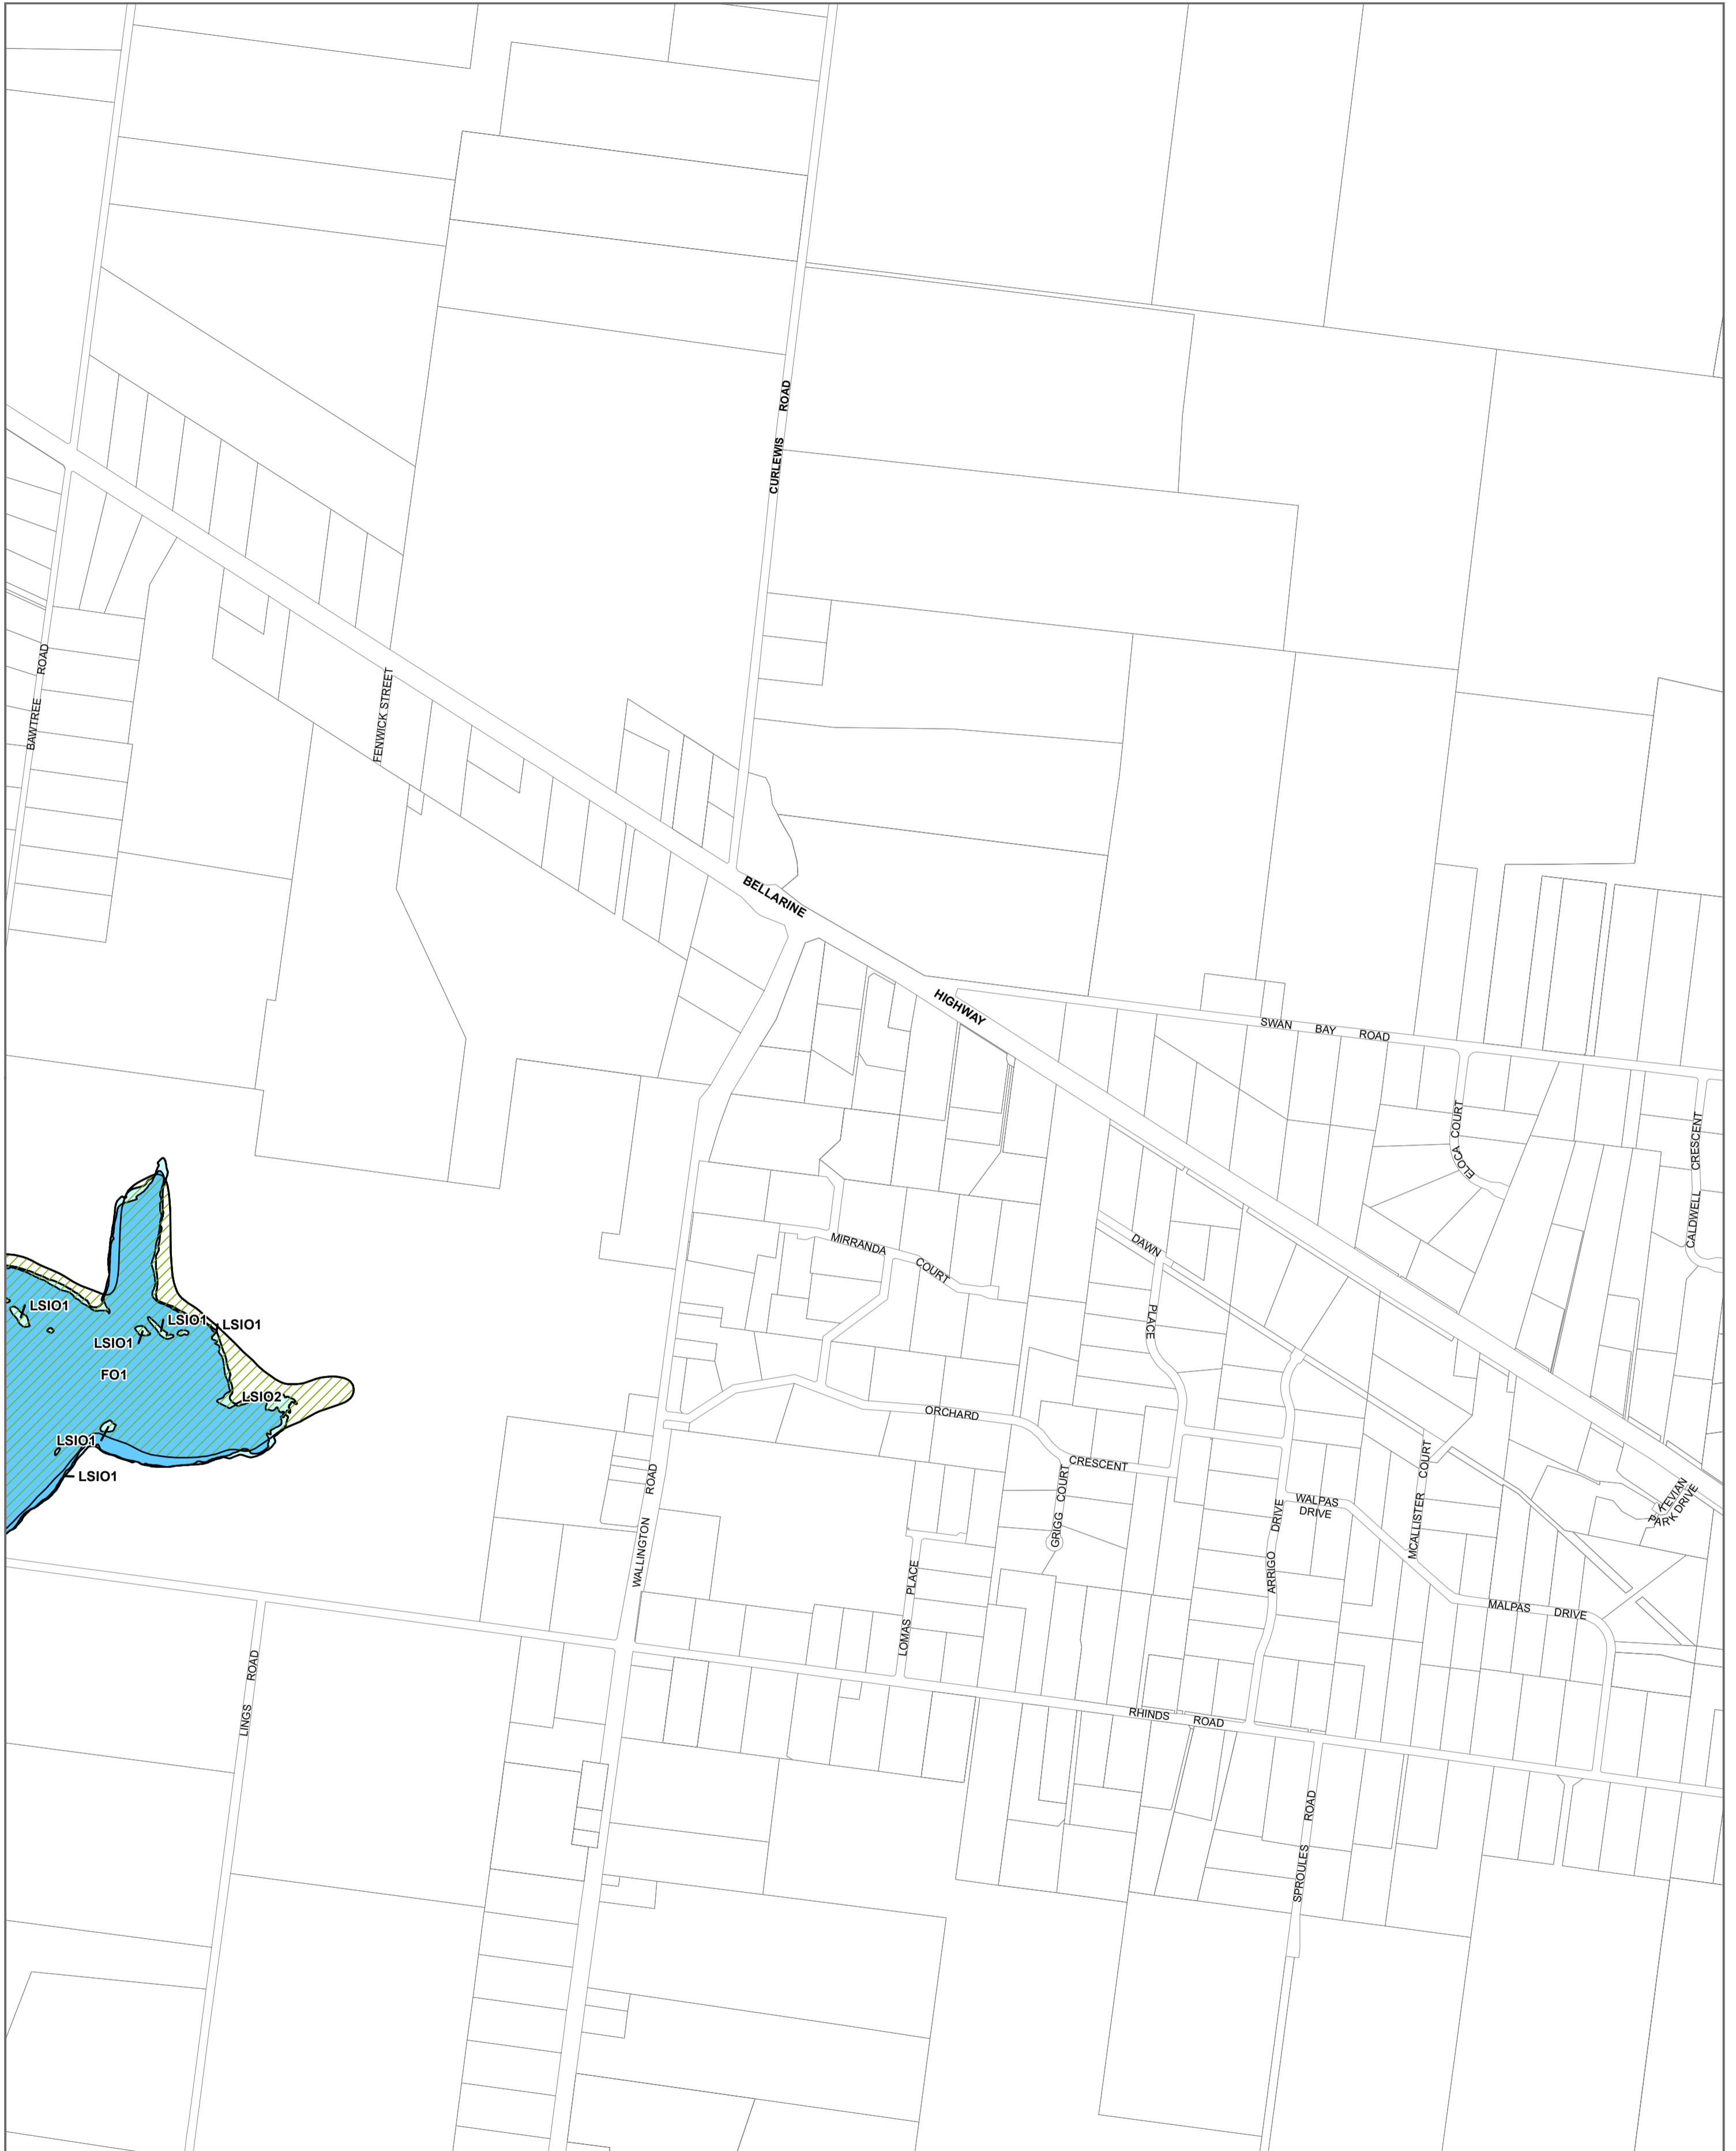 CURLEWIS ROAD
BAWTREE ROAD
FENWICK STREET
BELLARINE
HIGHWAY
SWAN BAY ROAD
ELOCA COURT
CALDWELL CRESCENT
MIRRANDA
COURT
DAWN
PLACE
LSIO1
LSIO1
LSIO1
LSIO1
FO1
LSIO2
LSIO1
LSIO1
ORCHARD
CRESCENT
GRIGG COURT
WALLINGTON ROAD
LOMAS PLACE
ARRIGO DRIVE
WALPAS
DRIVE
MCALLISTER COURT
PARK DRIVE
MALPAS DRIVE
LINGS ROAD
RHINDS ROAD
SPROULES ROAD